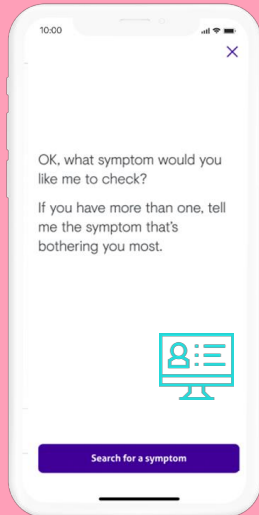 10:00
OK, what symptom would you
like me to check?
If you have more than one, tell
me the symptom that's
bothering you most.
Search for a symptom